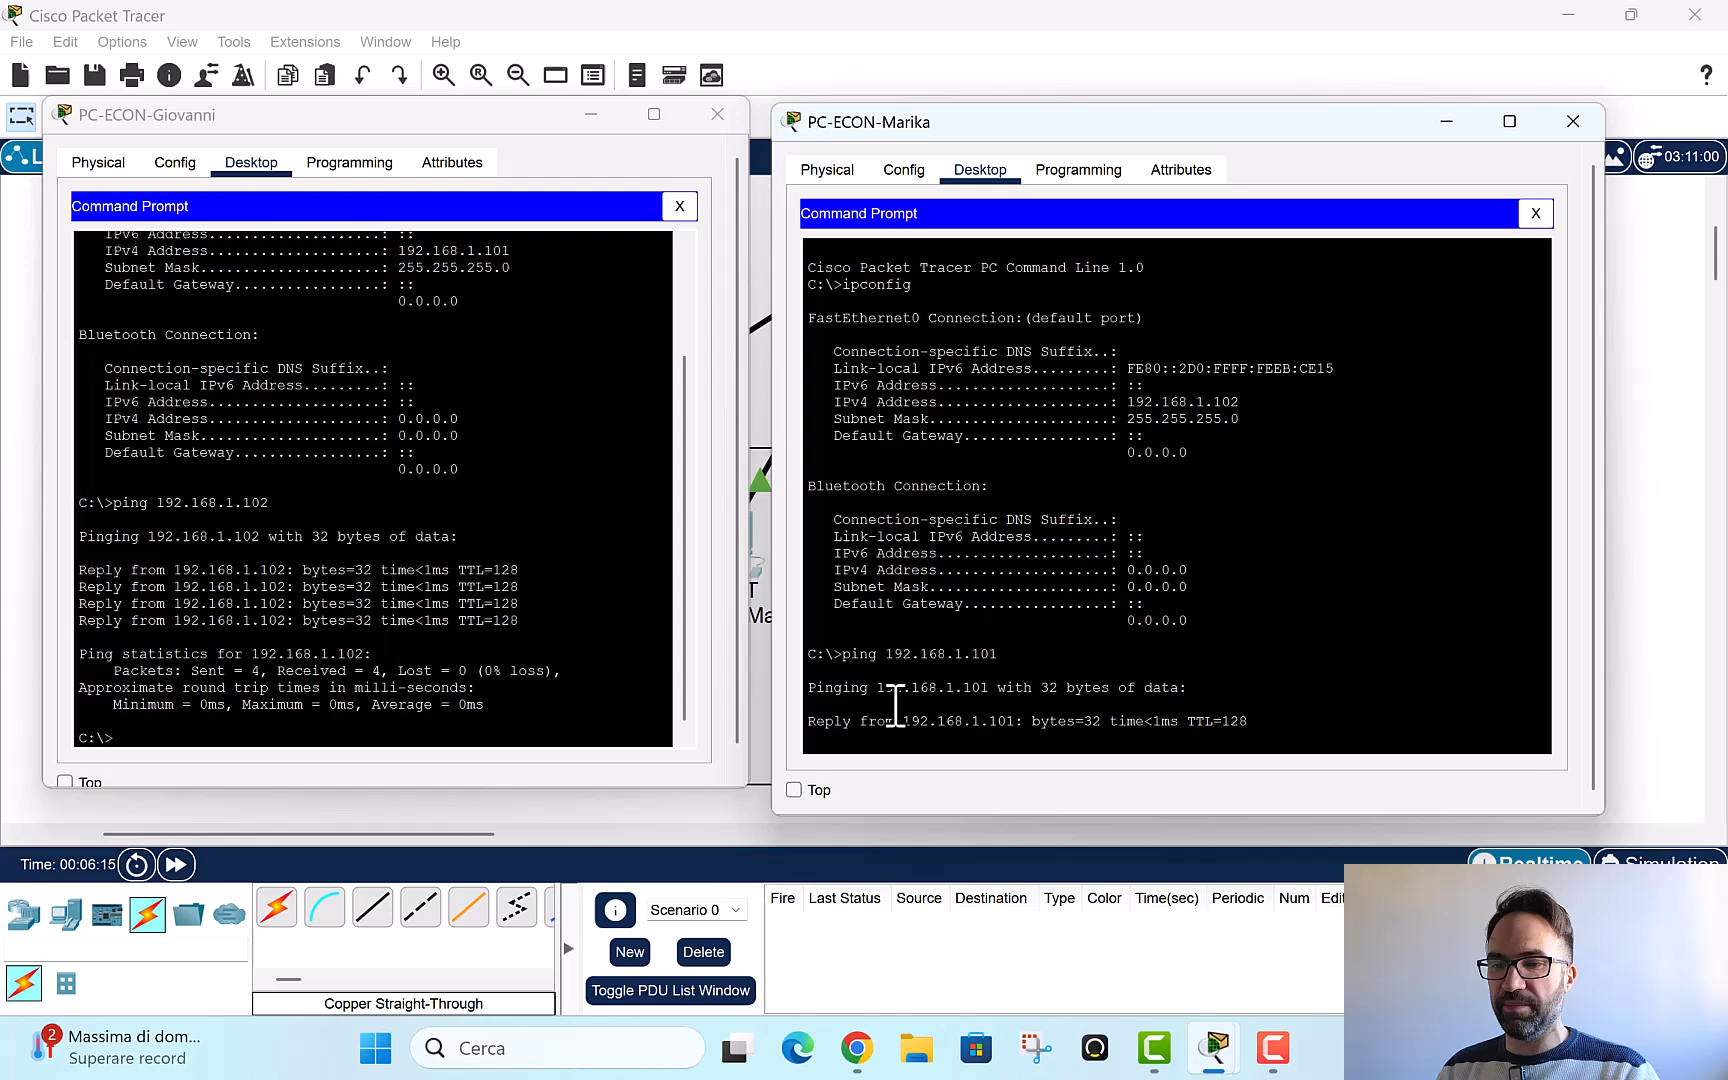 Cisco Packet Tracer
File Edit Options View Tools Extensions Window Help
PC-ECON-Giovanni
Physical Config Desktop Programming Attributes
Command Prompt X
IPv6 Address....................: ::
IPv4 Address....................: 192.168.1.101
Subnet Mask.....................: 255.255.255.0
Default Gateway.................: ::
0.0.0.0
Bluetooth Connection:
Connection-specific DNS Suffix..:
Link-local IPv6 Address.........: ::
IPv6 Address....................: ::
IPv4 Address....................: 0.0.0.0
Subnet Mask.....................: 0.0.0.0
Default Gateway.................: ::
0.0.0.0
C:\>ping 192.168.1.102
Pinging 192.168.1.102 with 32 bytes of data:
Reply from 192.168.1.102: bytes=32 time<1ms TTL=128
Reply from 192.168.1.102: bytes=32 time<1ms TTL=128
Reply from 192.168.1.102: bytes=32 time<1ms TTL=128
Reply from 192.168.1.102: bytes=32 time<1ms TTL=128
Ping statistics for 192.168.1.102:
Packets: Sent = 4, Received = 4, Lost = 0 (0% loss),
Approximate round trip times in milli-seconds:
Minimum = 0ms, Maximum = 0ms, Average = 0ms
C:\>
Top
PC-ECON-Marika
Physical Config Desktop Programming Attributes
Command Prompt X
Cisco Packet Tracer PC Command Line 1.0
C:\>ipconfig
FastEthernet0 Connection:(default port)
Connection-specific DNS Suffix..:
Link-local IPv6 Address.........: FE80::2D0:FFFF:FEEB:CE15
IPv6 Address....................: ::
IPv4 Address....................: 192.168.1.102
Subnet Mask.....................: 255.255.255.0
Default Gateway.................: ::
0.0.0.0
Bluetooth Connection:
Connection-specific DNS Suffix..:
Link-local IPv6 Address.........: ::
IPv6 Address....................: ::
IPv4 Address....................: 0.0.0.0
Subnet Mask.....................: 0.0.0.0
Default Gateway.................: ::
0.0.0.0
C:\>ping 192.168.1.101
Pinging 192.168.1.101 with 32 bytes of data:
Reply from 192.168.1.101: bytes=32 time<1ms TTL=128
Top
03:11:00
Time: 00:06:15
Realtime Simulation
Scenario 0
New Delete
Toggle PDU List Window
Fire Last Status Source Destination Type Color Time(sec) Periodic Num Edit
Copper Straight-Through
2
Massima di dom...
Superare record
Cerca